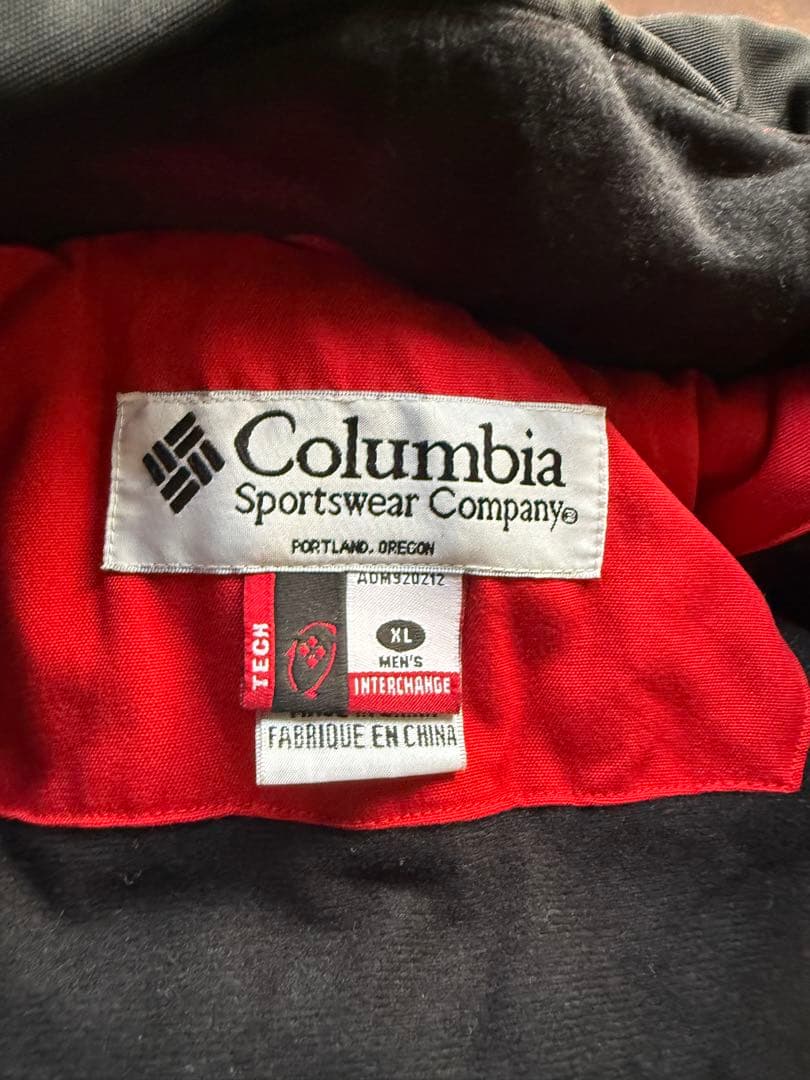 Columbia
Sportswear Company®
PORTLAND, OREGON
ADM920212
TECH
XL
MEN'S
INTERCHANGE
FABRIQUE EN CHINA